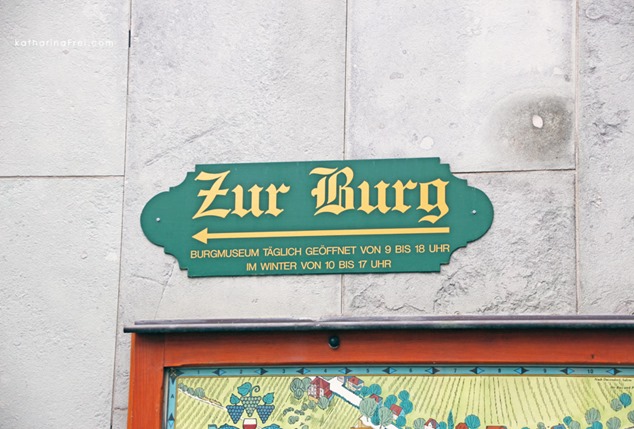 katharinafrei.com
Zur Burg
BURGMUSEUM TÄGLICH GEÖFFNET VON 9 BIS 18 UHR
IM WINTER VON 10 BIS 17 UHR